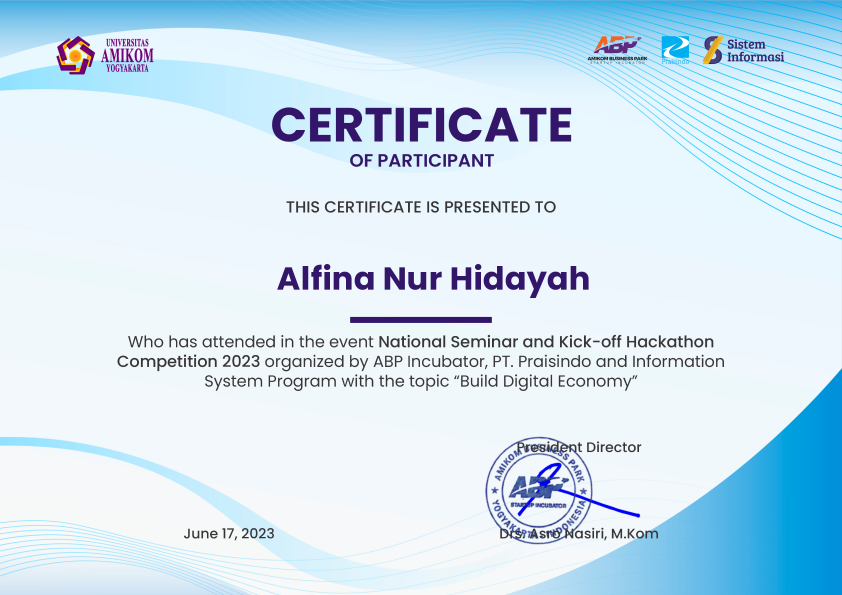 UNIVERSITAS
AMIKOM
YOGYAKARTA
ABP
AMIKOM BUSINESS PARK
STARTUP INCUBATOR
Praisindo
Sistem
Informasi
CERTIFICATE
OF PARTICIPANT
THIS CERTIFICATE IS PRESENTED TO
Alfina Nur Hidayah
Who has attended in the event National Seminar and Kick-off Hackathon
Competition 2023 organized by ABP Incubator, PT. Praisindo and Information
System Program with the topic “Build Digital Economy”
President Director
AMIKOM BUSINESS PARK
ABP
STARTUP INCUBATOR
YOGYAKARTA - INDONESIA
June 17, 2023
Drs. Asro Nasiri, M.Kom